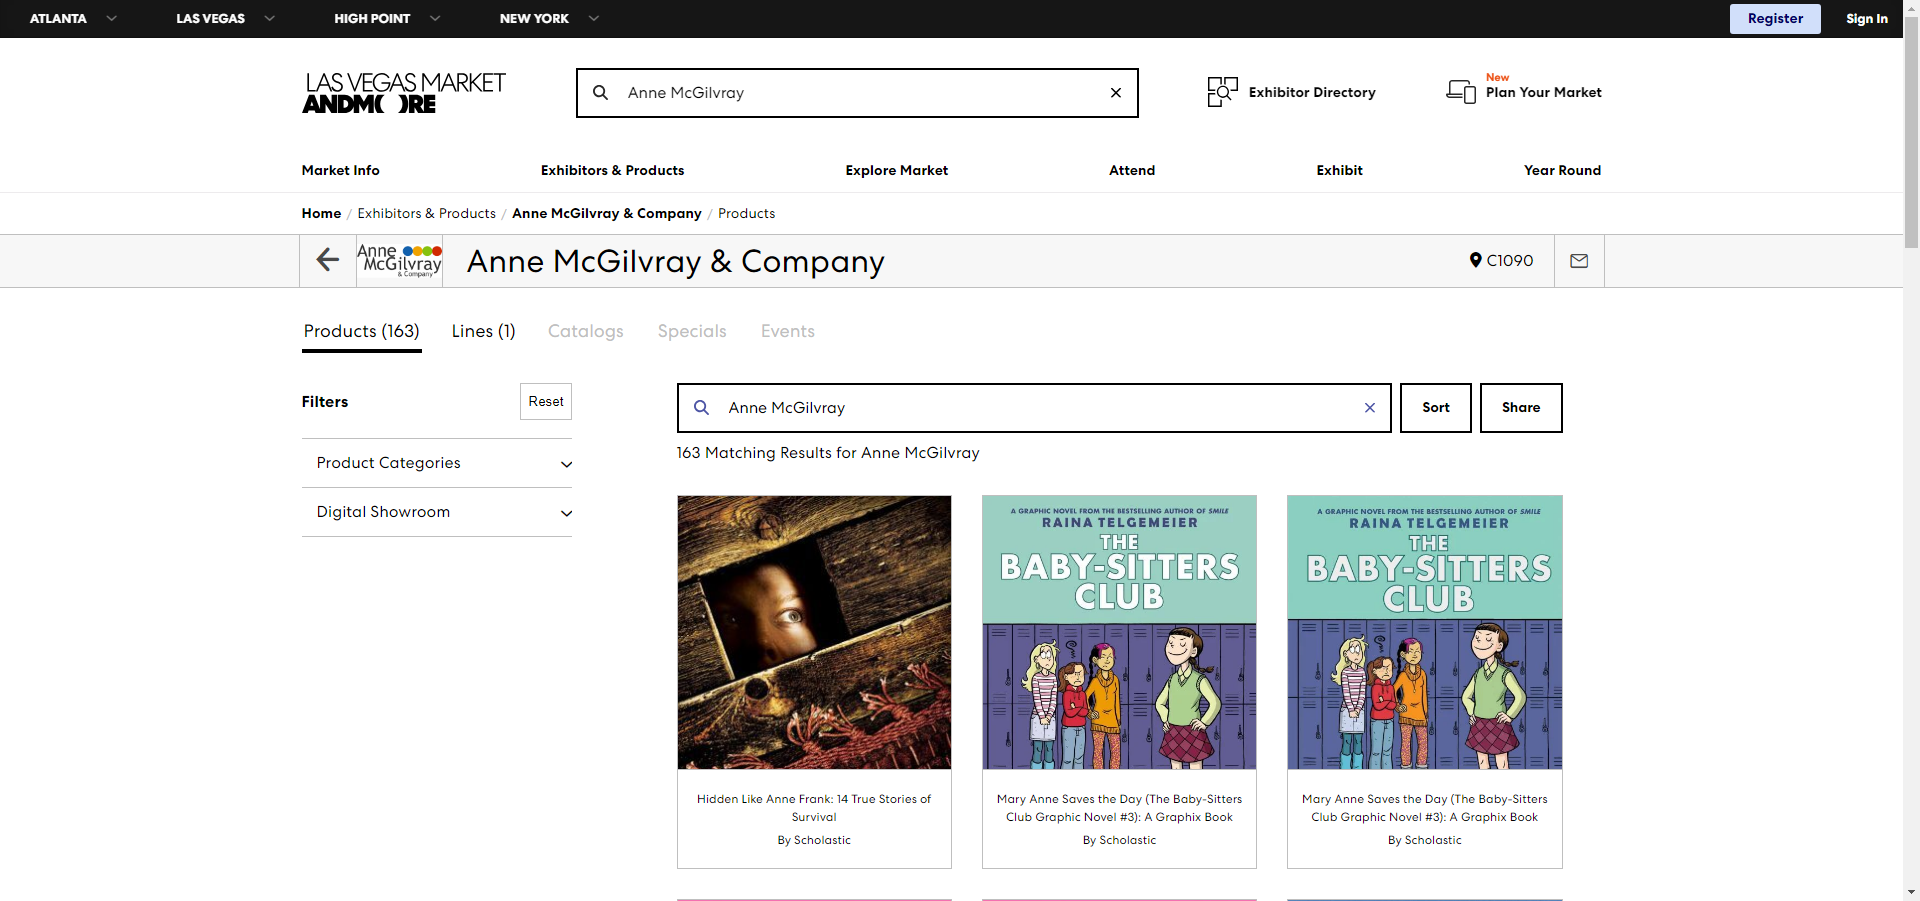 ATLANTA
LAS VEGAS
HIGH POINT
NEW YORK
Register
Sign In
LAS VEGAS MARKET
ANDMORE
Anne McGilvray
Exhibitor Directory
New
Plan Your Market
Market Info
Exhibitors & Products
Explore Market
Attend
Exhibit
Year Round
Home / Exhibitors & Products / Anne McGilvray & Company / Products
Anne
McGilvray
& Company
Anne McGilvray & Company
C1090
Products (163)
Lines (1)
Catalogs
Specials
Events
Filters
Reset
Product Categories
Digital Showroom
Anne McGilvray
Sort
Share
163 Matching Results for Anne McGilvray
A GRAPHIC NOVEL FROM THE BESTSELLING AUTHOR OF SMILE
RAINA TELGEMEIER
THE
BABY-SITTERS
CLUB
A GRAPHIC NOVEL FROM THE BESTSELLING AUTHOR OF SMILE
RAINA TELGEMEIER
THE
BABY-SITTERS
CLUB
Hidden Like Anne Frank: 14 True Stories of
Survival
By Scholastic
Mary Anne Saves the Day (The Baby-Sitters
Club Graphic Novel #3): A Graphix Book
By Scholastic
Mary Anne Saves the Day (The Baby-Sitters
Club Graphic Novel #3): A Graphix Book
By Scholastic